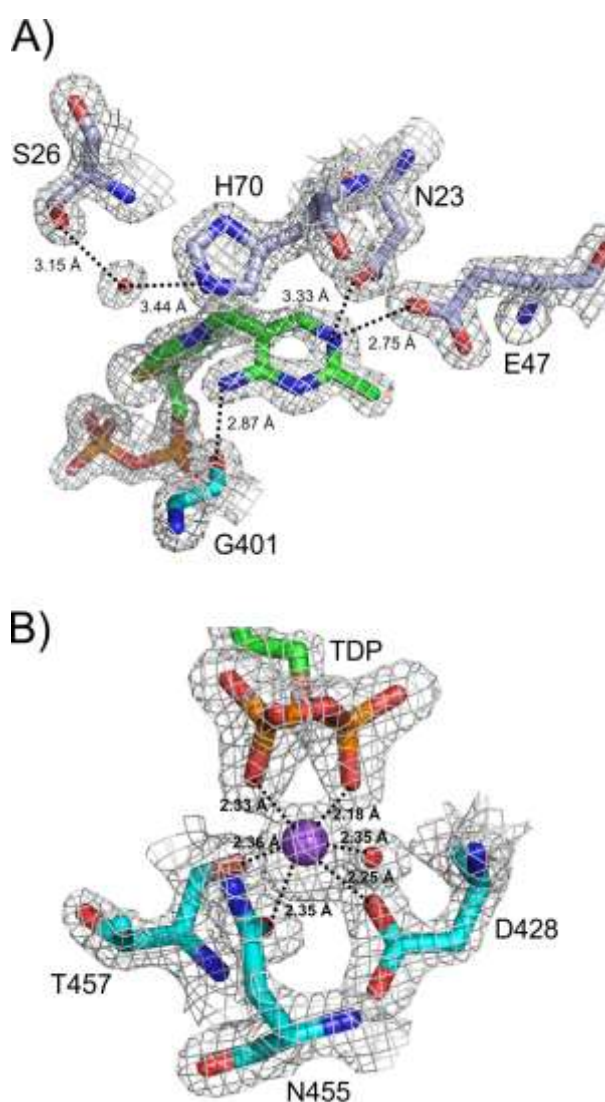 A)
S26
H70
N23
3.15 Å
3.44 Å
3.33 Å
2.75 Å
E47
2.87 Å
G401
B)
TDP
2.33 Å
2.18 Å
2.36 Å
2.35 Å
2.25 Å
2.35 Å
D428
T457
N455